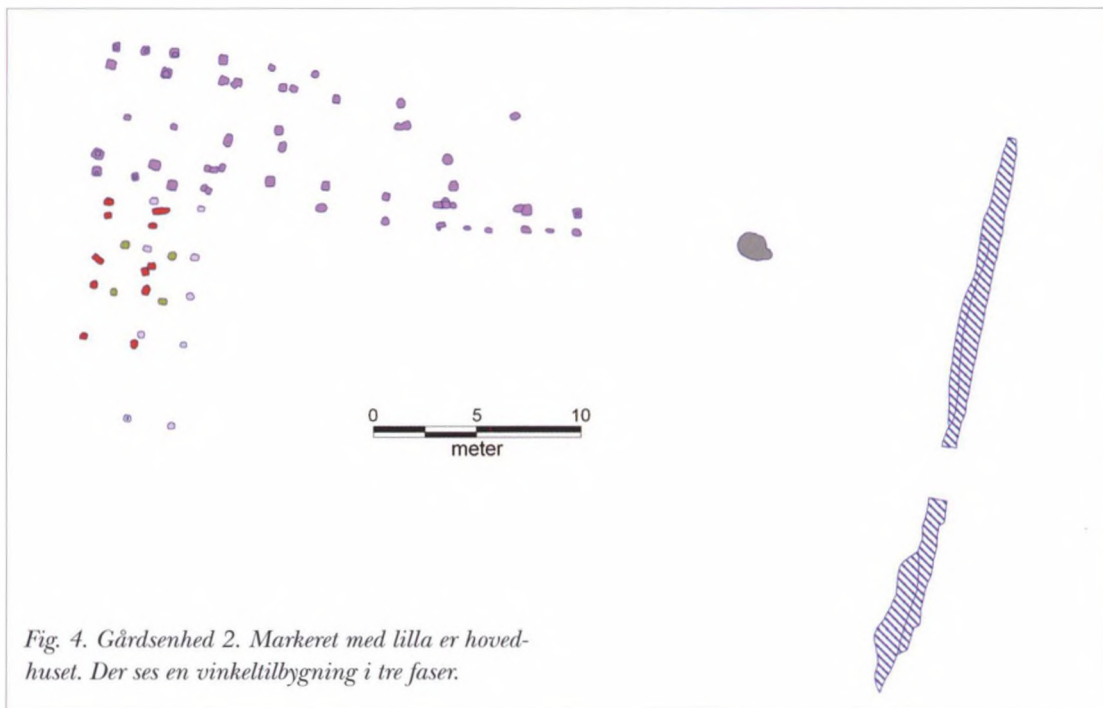 0 5 10
meter
Fig. 4. Gårdsenhed 2. Markeret med lilla er hoved-
huset. Der ses en vinkeltilbygning i tre faser.